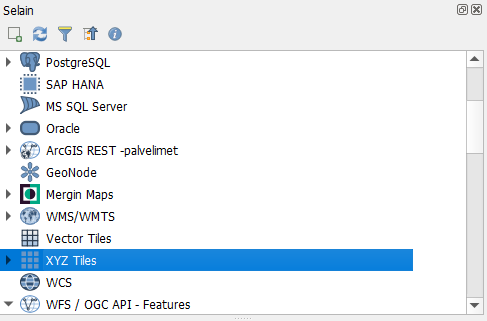 Selain
PostgreSQL
SAP HANA
MS SQL Server
Oracle
ArcGIS REST -palvelimet
GeoNode
Mergin Maps
WMS/WMTS
Vector Tiles
XYZ Tiles
WCS
WFS / OGC API - Features